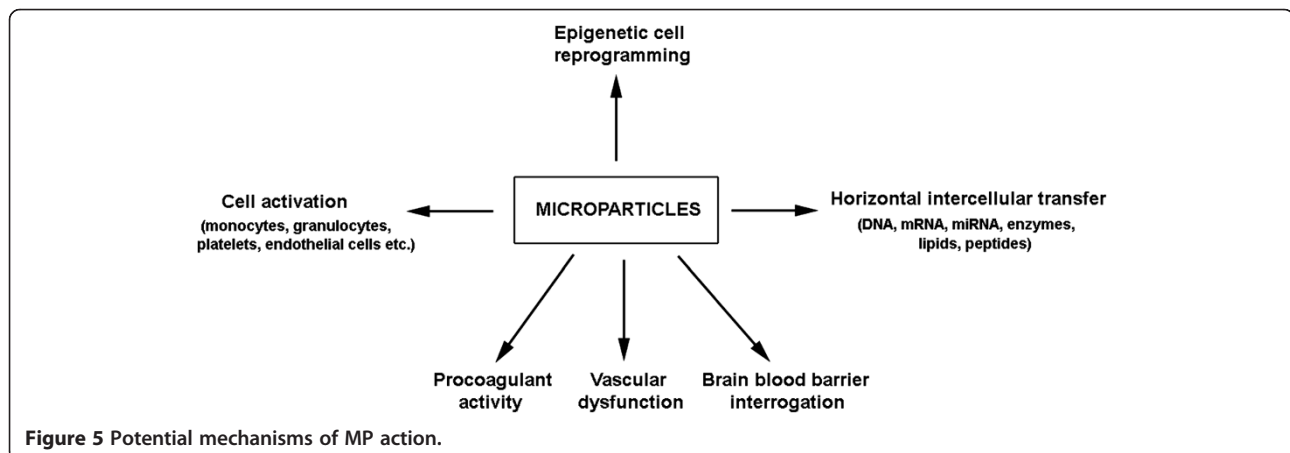 Epigenetic cell
reprogramming
Cell activation
(monocytes, granulocytes,
platelets, endothelial cells etc.)
MICROPARTICLES
Horizontal intercellular transfer
(DNA, mRNA, miRNA, enzymes,
lipids, peptides)
Procoagulant
activity
Vascular
dysfunction
Brain blood barrier
interrogation
Figure 5 Potential mechanisms of MP action.